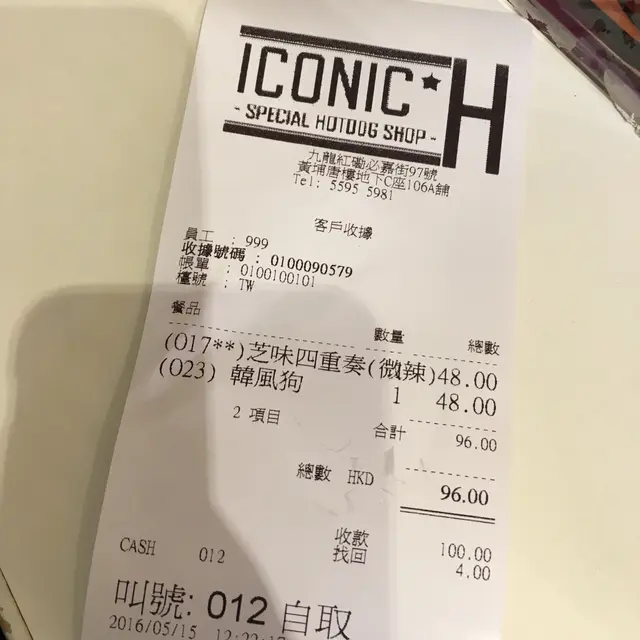 ICONIC★H
- SPECIAL HOTDOG SHOP -
九龍紅磡必嘉街97號
黃埔唐樓地下C座106A舖
Tel: 5595 5981
客戶收據
員工 : 999
收據號碼 : 0100090579
帳單 : 0100100101
檯號 : TW
餐品 數量 總數
(017**)芝味四重奏(微辣)48.00
(023) 韓風狗 1 48.00
2 項目 合計 96.00
總數 HKD 96.00
收款 100.00
CASH 012 找回 4.00
叫號: 012 自取
2016/05/15